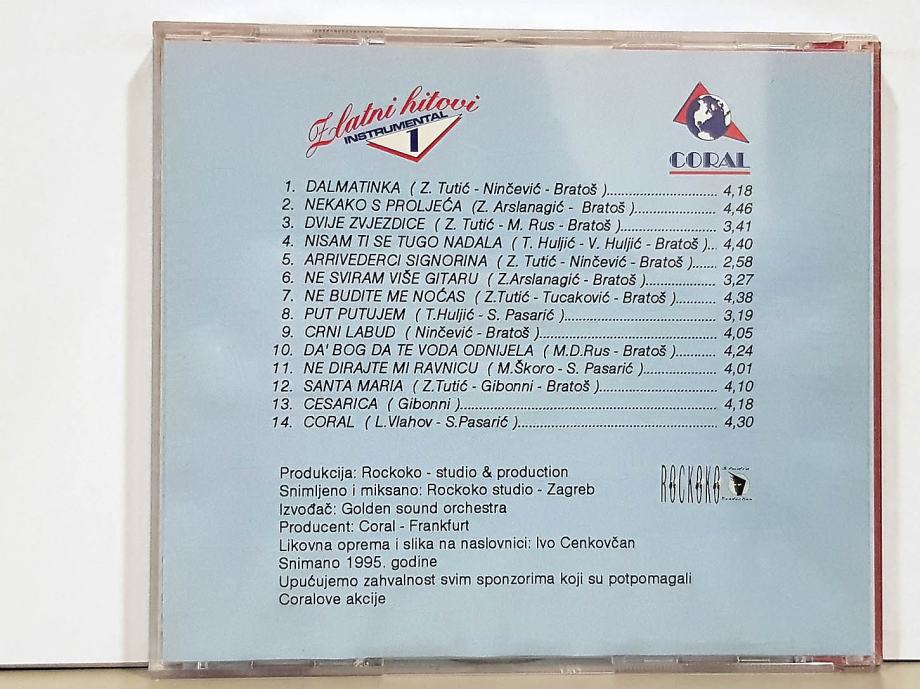 Zlatni hitovi
INSTRUMENTAL
1
CORAL
1. DALMATINKA ( Z. Tutić - Ninčević - Bratoš )........................ 4,18
2. NEKAKO S PROLJEĆA (Z. Arslanagić - Bratoš )................. 4,46
3. DVIJE ZVJEZDICE ( Z. Tutić - M. Rus - Bratoš )............... 3,41
4. NISAM TI SE TUGO NADALA ( T. Huljić - V. Huljić - Bratoš ).. 4,40
5. ARRIVEDERCI SIGNORINA ( Z. Tutić - Ninčević - Bratoš )....... 2,58
6. NE SVIRAM VIŠE GITARU ( Z.Arslanagić - Bratoš )................. 3,27
7. NE BUDITE ME NOĆAS ( Z.Tutić - Tucaković - Bratoš )........... 4,38
8. PUT PUTUJEM ( T.Huljić - S. Pasarić )................................... 3,19
9. CRNI LABUD ( Ninčević - Bratoš )......................................... 4,05
10. DA' BOG DA TE VODA ODNIJELA ( M.D.Rus - Bratoš )......... 4,24
11. NE DIRAJTE MI RAVNICU ( M.Škoro - S. Pasarić )................ 4,01
12. SANTA MARIA ( Z.Tutić - Gibonni - Bratoš )........................... 4,10
13. CESARICA ( Gibonni )........................................................... 4,18
14. CORAL ( L.Vlahov - S.Pasarić ).............................................. 4,30
Produkcija: Rockoko - studio & production
Snimljeno i miksano: Rockoko studio - Zagreb
Izvođač: Golden sound orchestra
Producent: Coral - Frankfurt
Likovna oprema i slika na naslovnici: Ivo Cenkovčan
Snimano 1995. godine
Upućujemo zahvalnost svim sponzorima koji su potpomagali
Coralove akcije
ROCKOKO
Studio
Production